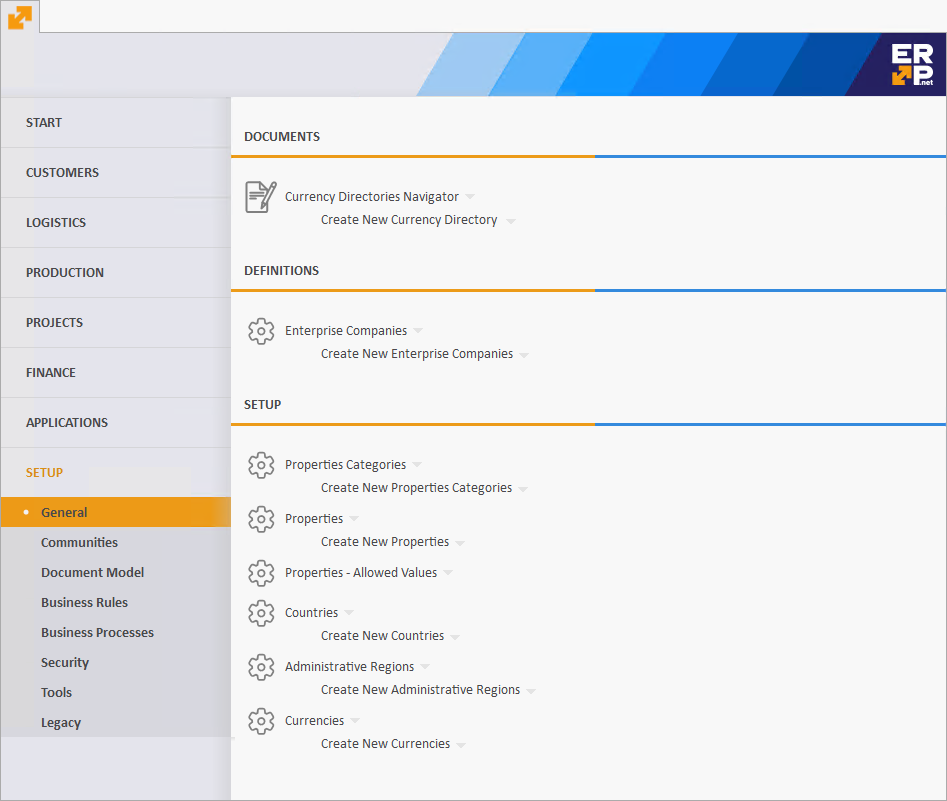 ER
P.net
START
CUSTOMERS
LOGISTICS
PRODUCTION
PROJECTS
FINANCE
APPLICATIONS
SETUP
General
Communities
Document Model
Business Rules
Business Processes
Security
Tools
Legacy
DOCUMENTS
Currency Directories Navigator
Create New Currency Directory
DEFINITIONS
Enterprise Companies
Create New Enterprise Companies
SETUP
Properties Categories
Create New Properties Categories
Properties
Create New Properties
Properties - Allowed Values
Countries
Create New Countries
Administrative Regions
Create New Administrative Regions
Currencies
Create New Currencies